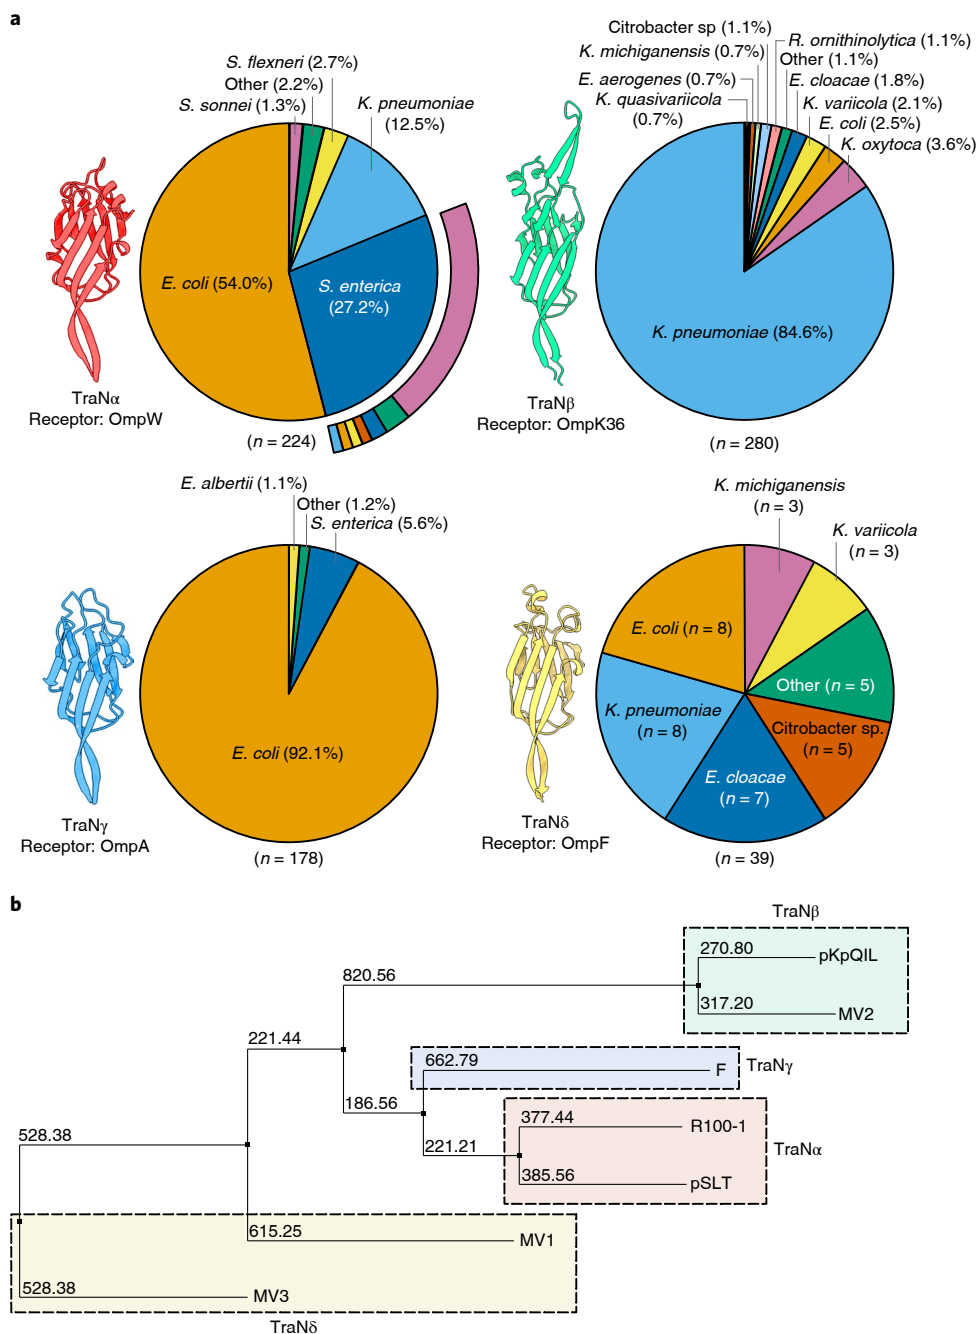 a
S. flexneri (2.7%)
Other (2.2%)
S. sonnei (1.3%)
K. pneumoniae
(12.5%)
E. coli (54.0%)
S. enterica
(27.2%)
TraNα
Receptor: OmpW
(n = 224)
Citrobacter sp (1.1%)
K. michiganensis (0.7%)
E. aerogenes (0.7%)
K. quasivariicola
(0.7%)
R. ornithinolytica (1.1%)
Other (1.1%)
E. cloacae (1.8%)
K. variicola (2.1%)
E. coli (2.5%)
K. oxytoca (3.6%)
K. pneumoniae (84.6%)
TraNβ
Receptor: OmpK36
(n = 280)
E. albertii (1.1%)
Other (1.2%)
S. enterica (5.6%)
E. coli (92.1%)
TraNγ
Receptor: OmpA
(n = 178)
K. michiganensis
(n = 3)
K. variicola
(n = 3)
E. coli (n = 8)
Other (n = 5)
K. pneumoniae
(n = 8)
Citrobacter sp.
(n = 5)
E. cloacae
(n = 7)
TraNδ
Receptor: OmpF
(n = 39)
b
TraNβ
270.80
pKpQIL
820.56
317.20
MV2
221.44
662.79
F
TraNγ
186.56
377.44
R100-1
528.38
221.21
TraNα
385.56
pSLT
615.25
MV1
528.38
MV3
TraNδ